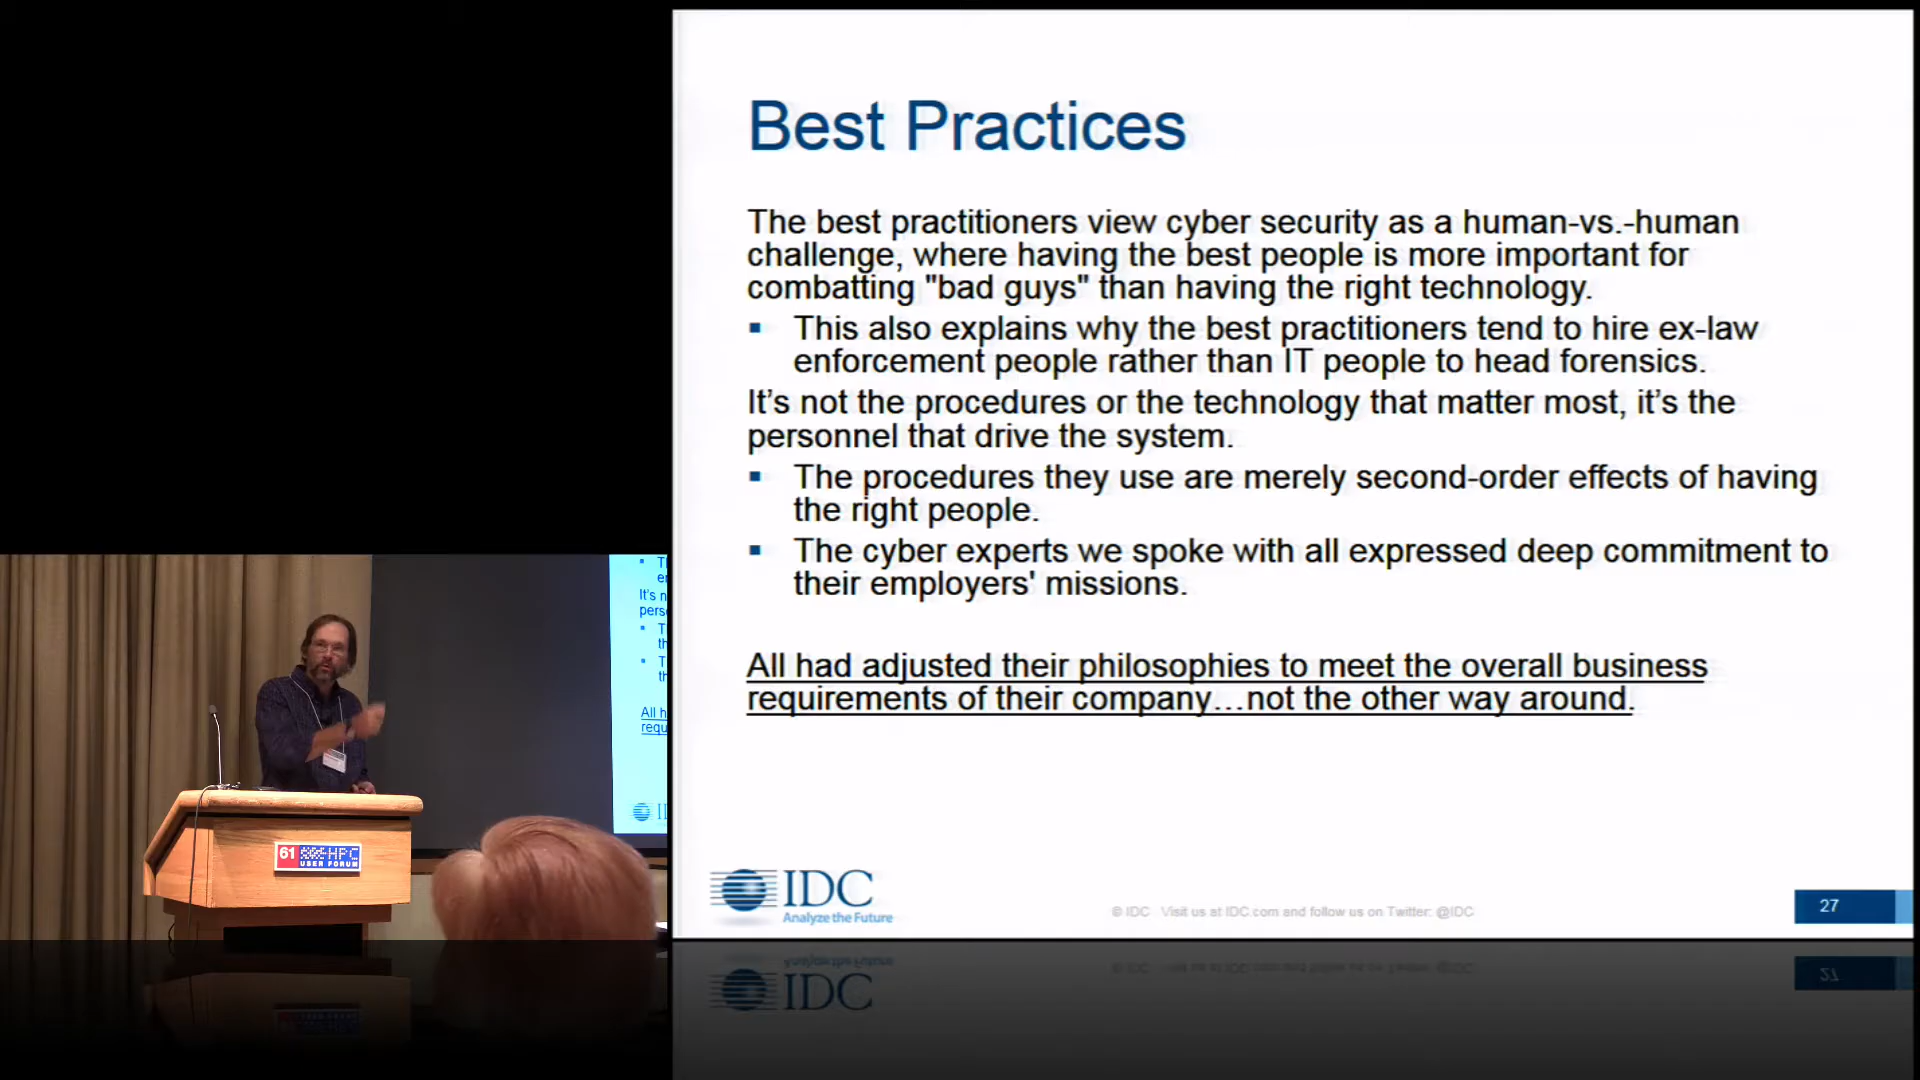 Best Practices
The best practitioners view cyber security as a human-vs.-human
challenge, where having the best people is more important for
combatting "bad guys" than having the right technology.
▪ This also explains why the best practitioners tend to hire ex-law
enforcement people rather than IT people to head forensics.
It’s not the procedures or the technology that matter most, it’s the
personnel that drive the system.
▪ The procedures they use are merely second-order effects of having
the right people.
▪ The cyber experts we spoke with all expressed deep commitment to
their employers' missions.
All had adjusted their philosophies to meet the overall business
requirements of their company…not the other way around.
IDC
Analyze the Future
© IDC Visit us at IDC.com and follow us on Twitter: @IDC
27
It's n
pers
All h
requ
61 HPC
USER FORUM